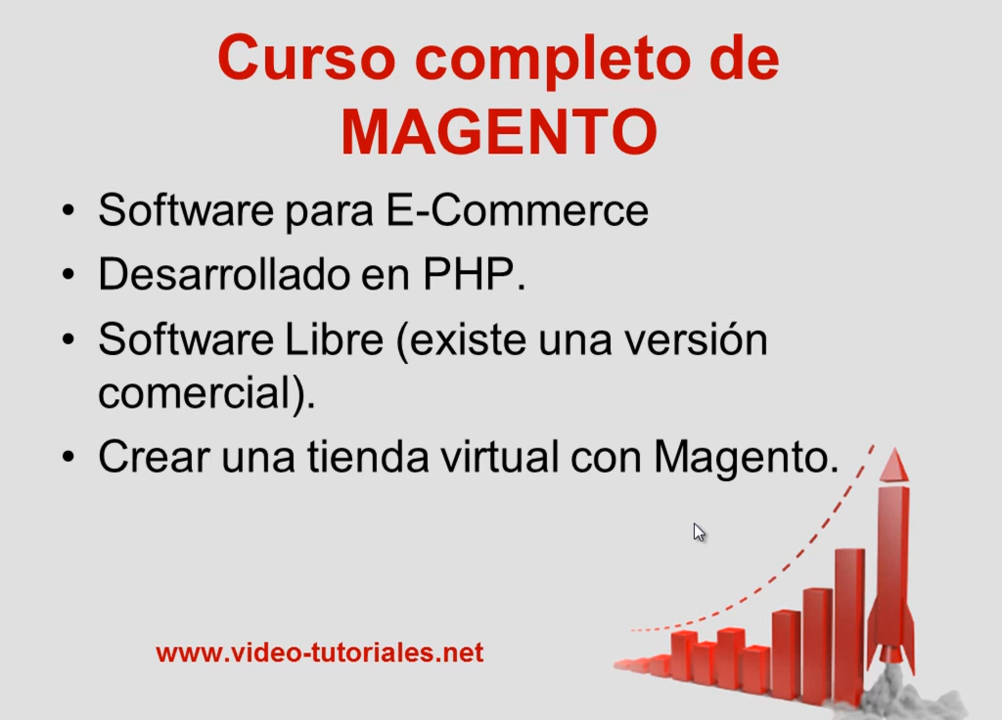 Curso completo de
MAGENTO
• Software para E-Commerce
• Desarrollado en PHP.
• Software Libre (existe una versión
comercial).
• Crear una tienda virtual con Magento.
www.video-tutoriales.net